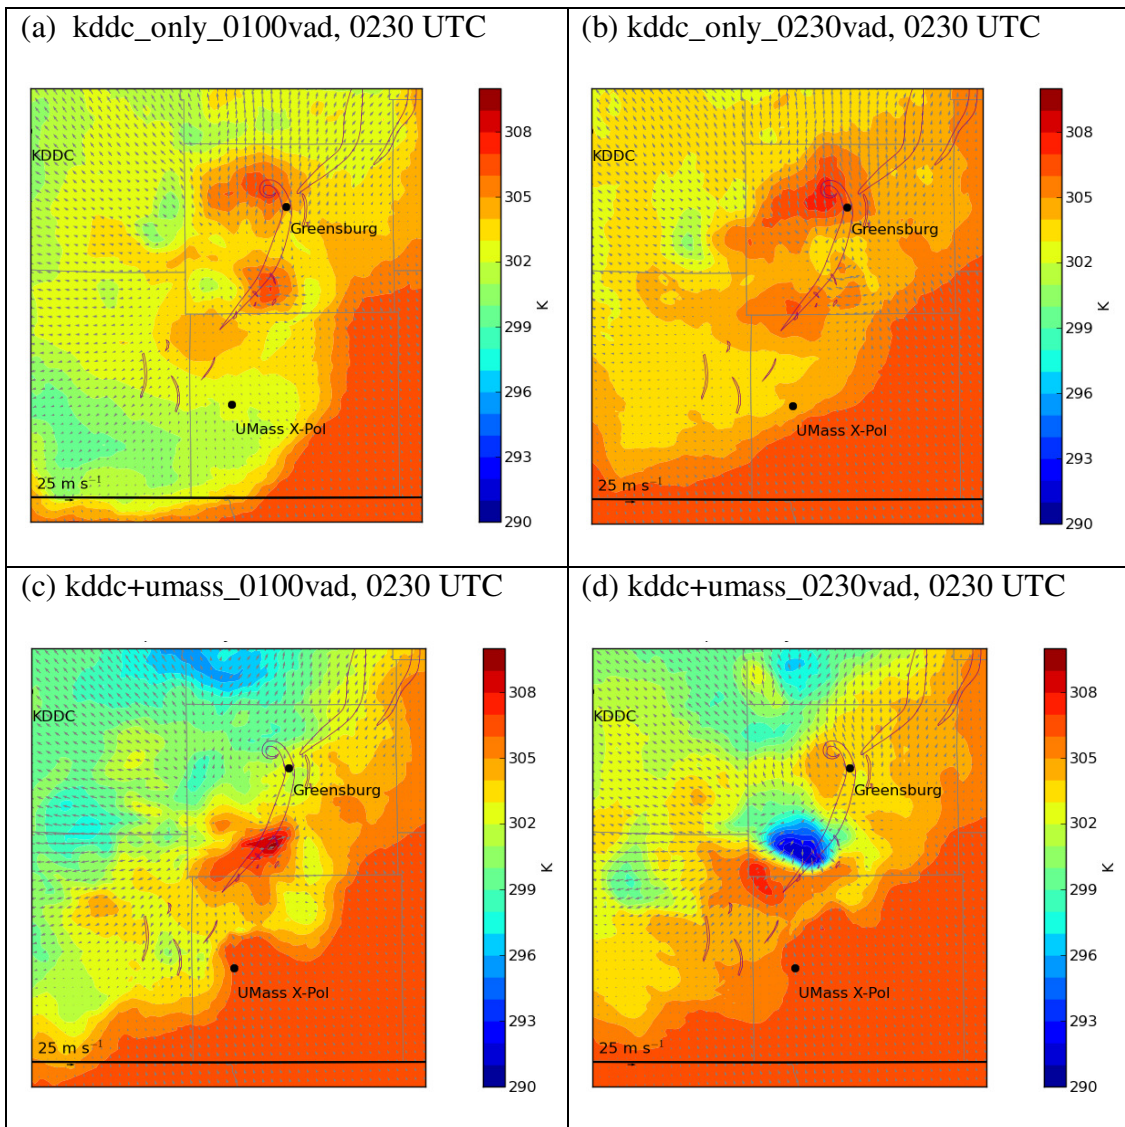 (a) kddc_only_0100vad, 0230 UTC
KDDC
Greensburg
UMass X-Pol
25 m s⁻¹
308
305
302
299
296
293
290
K
(b) kddc_only_0230vad, 0230 UTC
KDDC
Greensburg
UMass X-Pol
25 m s⁻¹
308
305
302
299
296
293
290
K
(c) kddc+umass_0100vad, 0230 UTC
KDDC
Greensburg
UMass X-Pol
25 m s⁻¹
308
305
302
299
296
293
290
K
(d) kddc+umass_0230vad, 0230 UTC
KDDC
Greensburg
UMass X-Pol
25 m s⁻¹
308
305
302
299
296
293
290
K